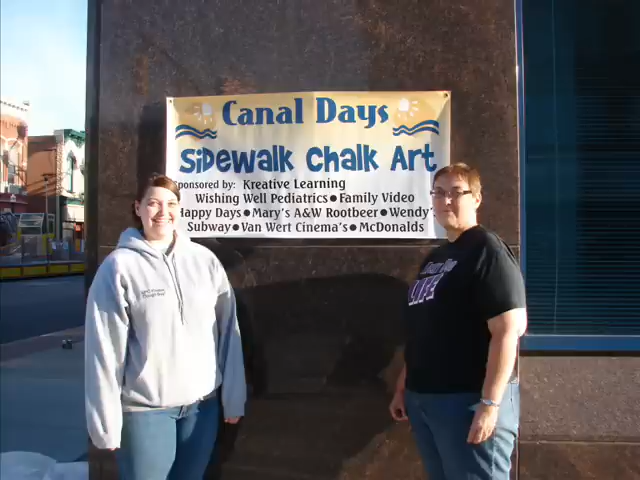 Canal Days
Sidewalk Chalk Art
sponsored by: Kreative Learning
Wishing Well Pediatrics • Family Video
Happy Days • Mary's A&W Rootbeer • Wendy'
Subway • Van Wert Cinema's • McDonalds
LIFE